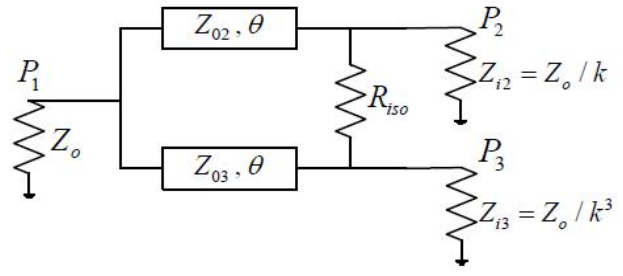 Z₀₂, θ
P₂
Zᵢ₂ = Zₒ / k
P₁
Rᵢₛₒ
Zₒ
P₃
Z₀₃, θ
Zᵢ₃ = Zₒ / k³